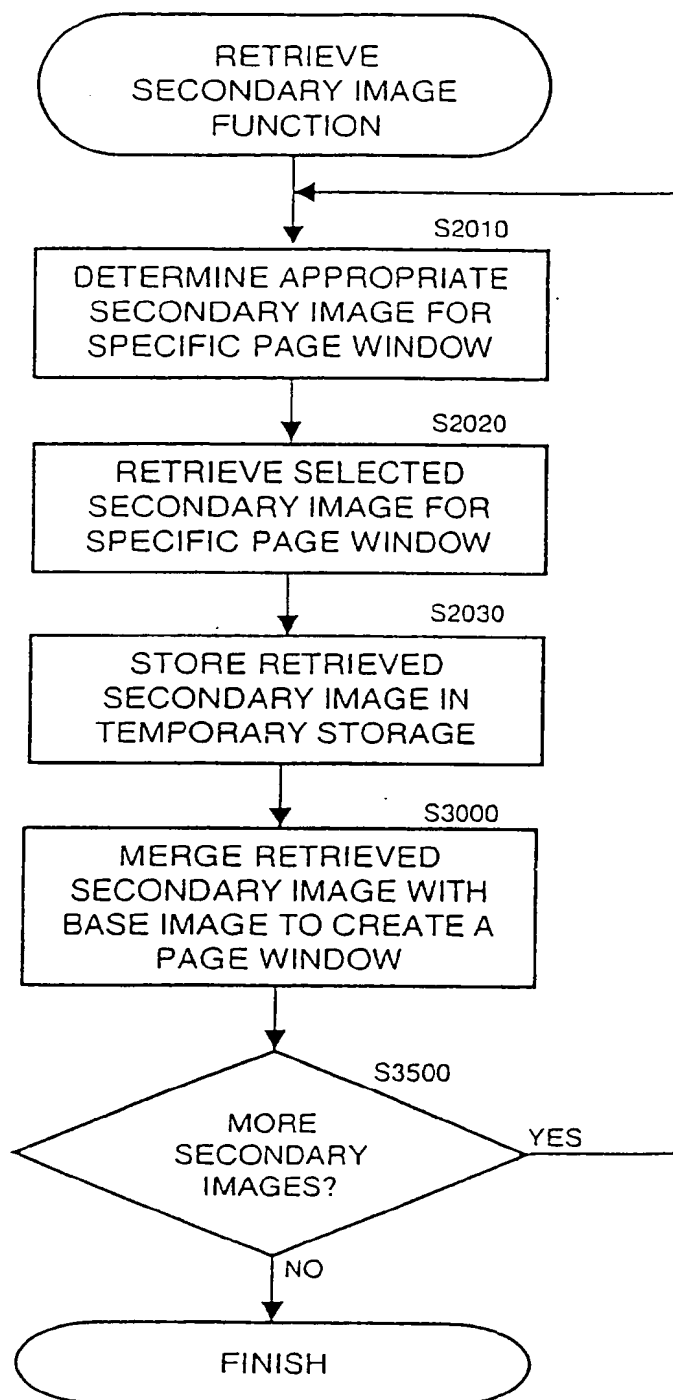 RETRIEVE
SECONDARY IMAGE
FUNCTION
S2010
DETERMINE APPROPRIATE
SECONDARY IMAGE FOR
SPECIFIC PAGE WINDOW
S2020
RETRIEVE SELECTED
SECONDARY IMAGE FOR
SPECIFIC PAGE WINDOW
S2030
STORE RETRIEVED
SECONDARY IMAGE IN
TEMPORARY STORAGE
S3000
MERGE RETRIEVED
SECONDARY IMAGE WITH
BASE IMAGE TO CREATE A
PAGE WINDOW
S3500
MORE
SECONDARY
IMAGES?
YES
NO
FINISH